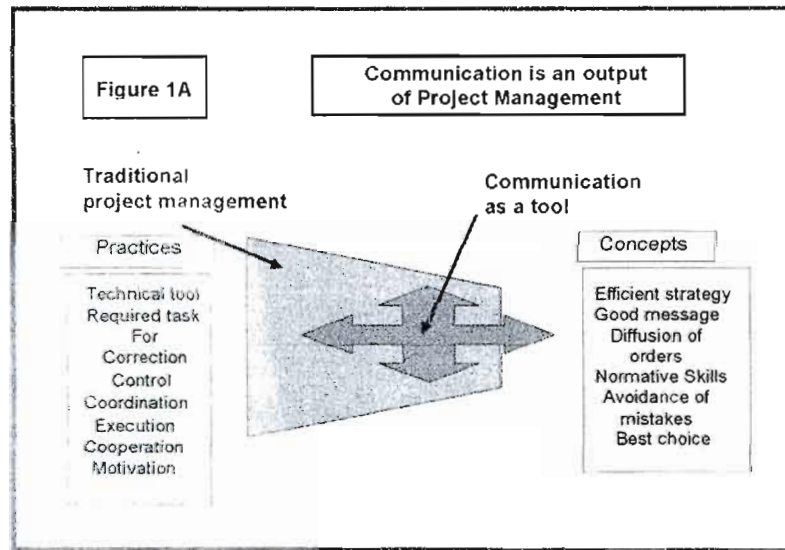 Figure 1A
Communication is an output
of Project Management
Traditional
project management
Communication
as a tool
Practices
Technical tool
Required task
For
Correction
Control
Coordination
Execution
Cooperation
Motivation
Concepts
Efficient strategy
Good message
Diffusion of
orders
Normative Skills
Avoidance of
mistakes
Best choice